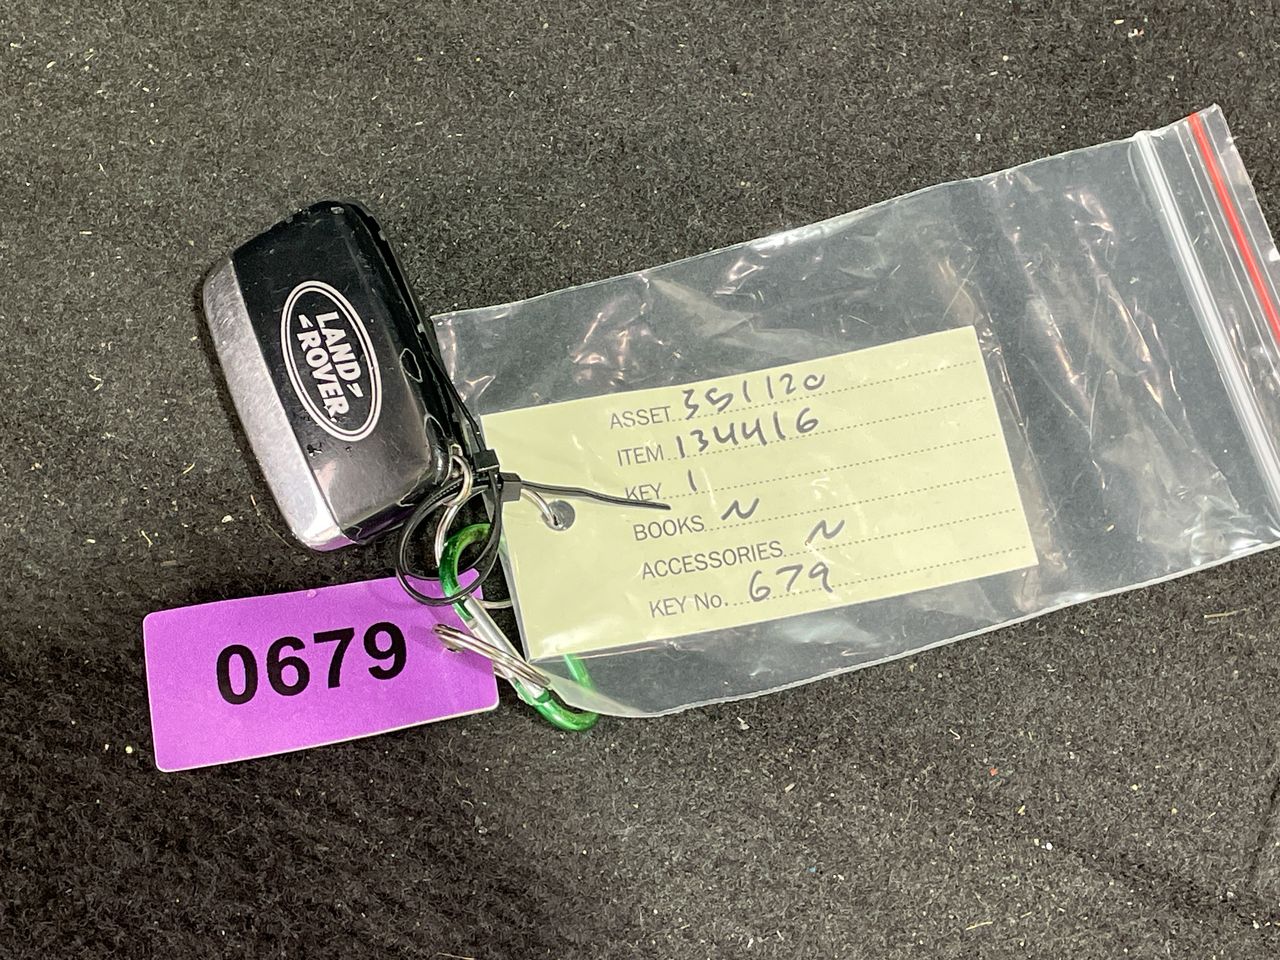 LAND
ROVER
ASSET 351120
ITEM 134416
KEY 1
BOOKS N
ACCESSORIES N
KEY No. 679
0679